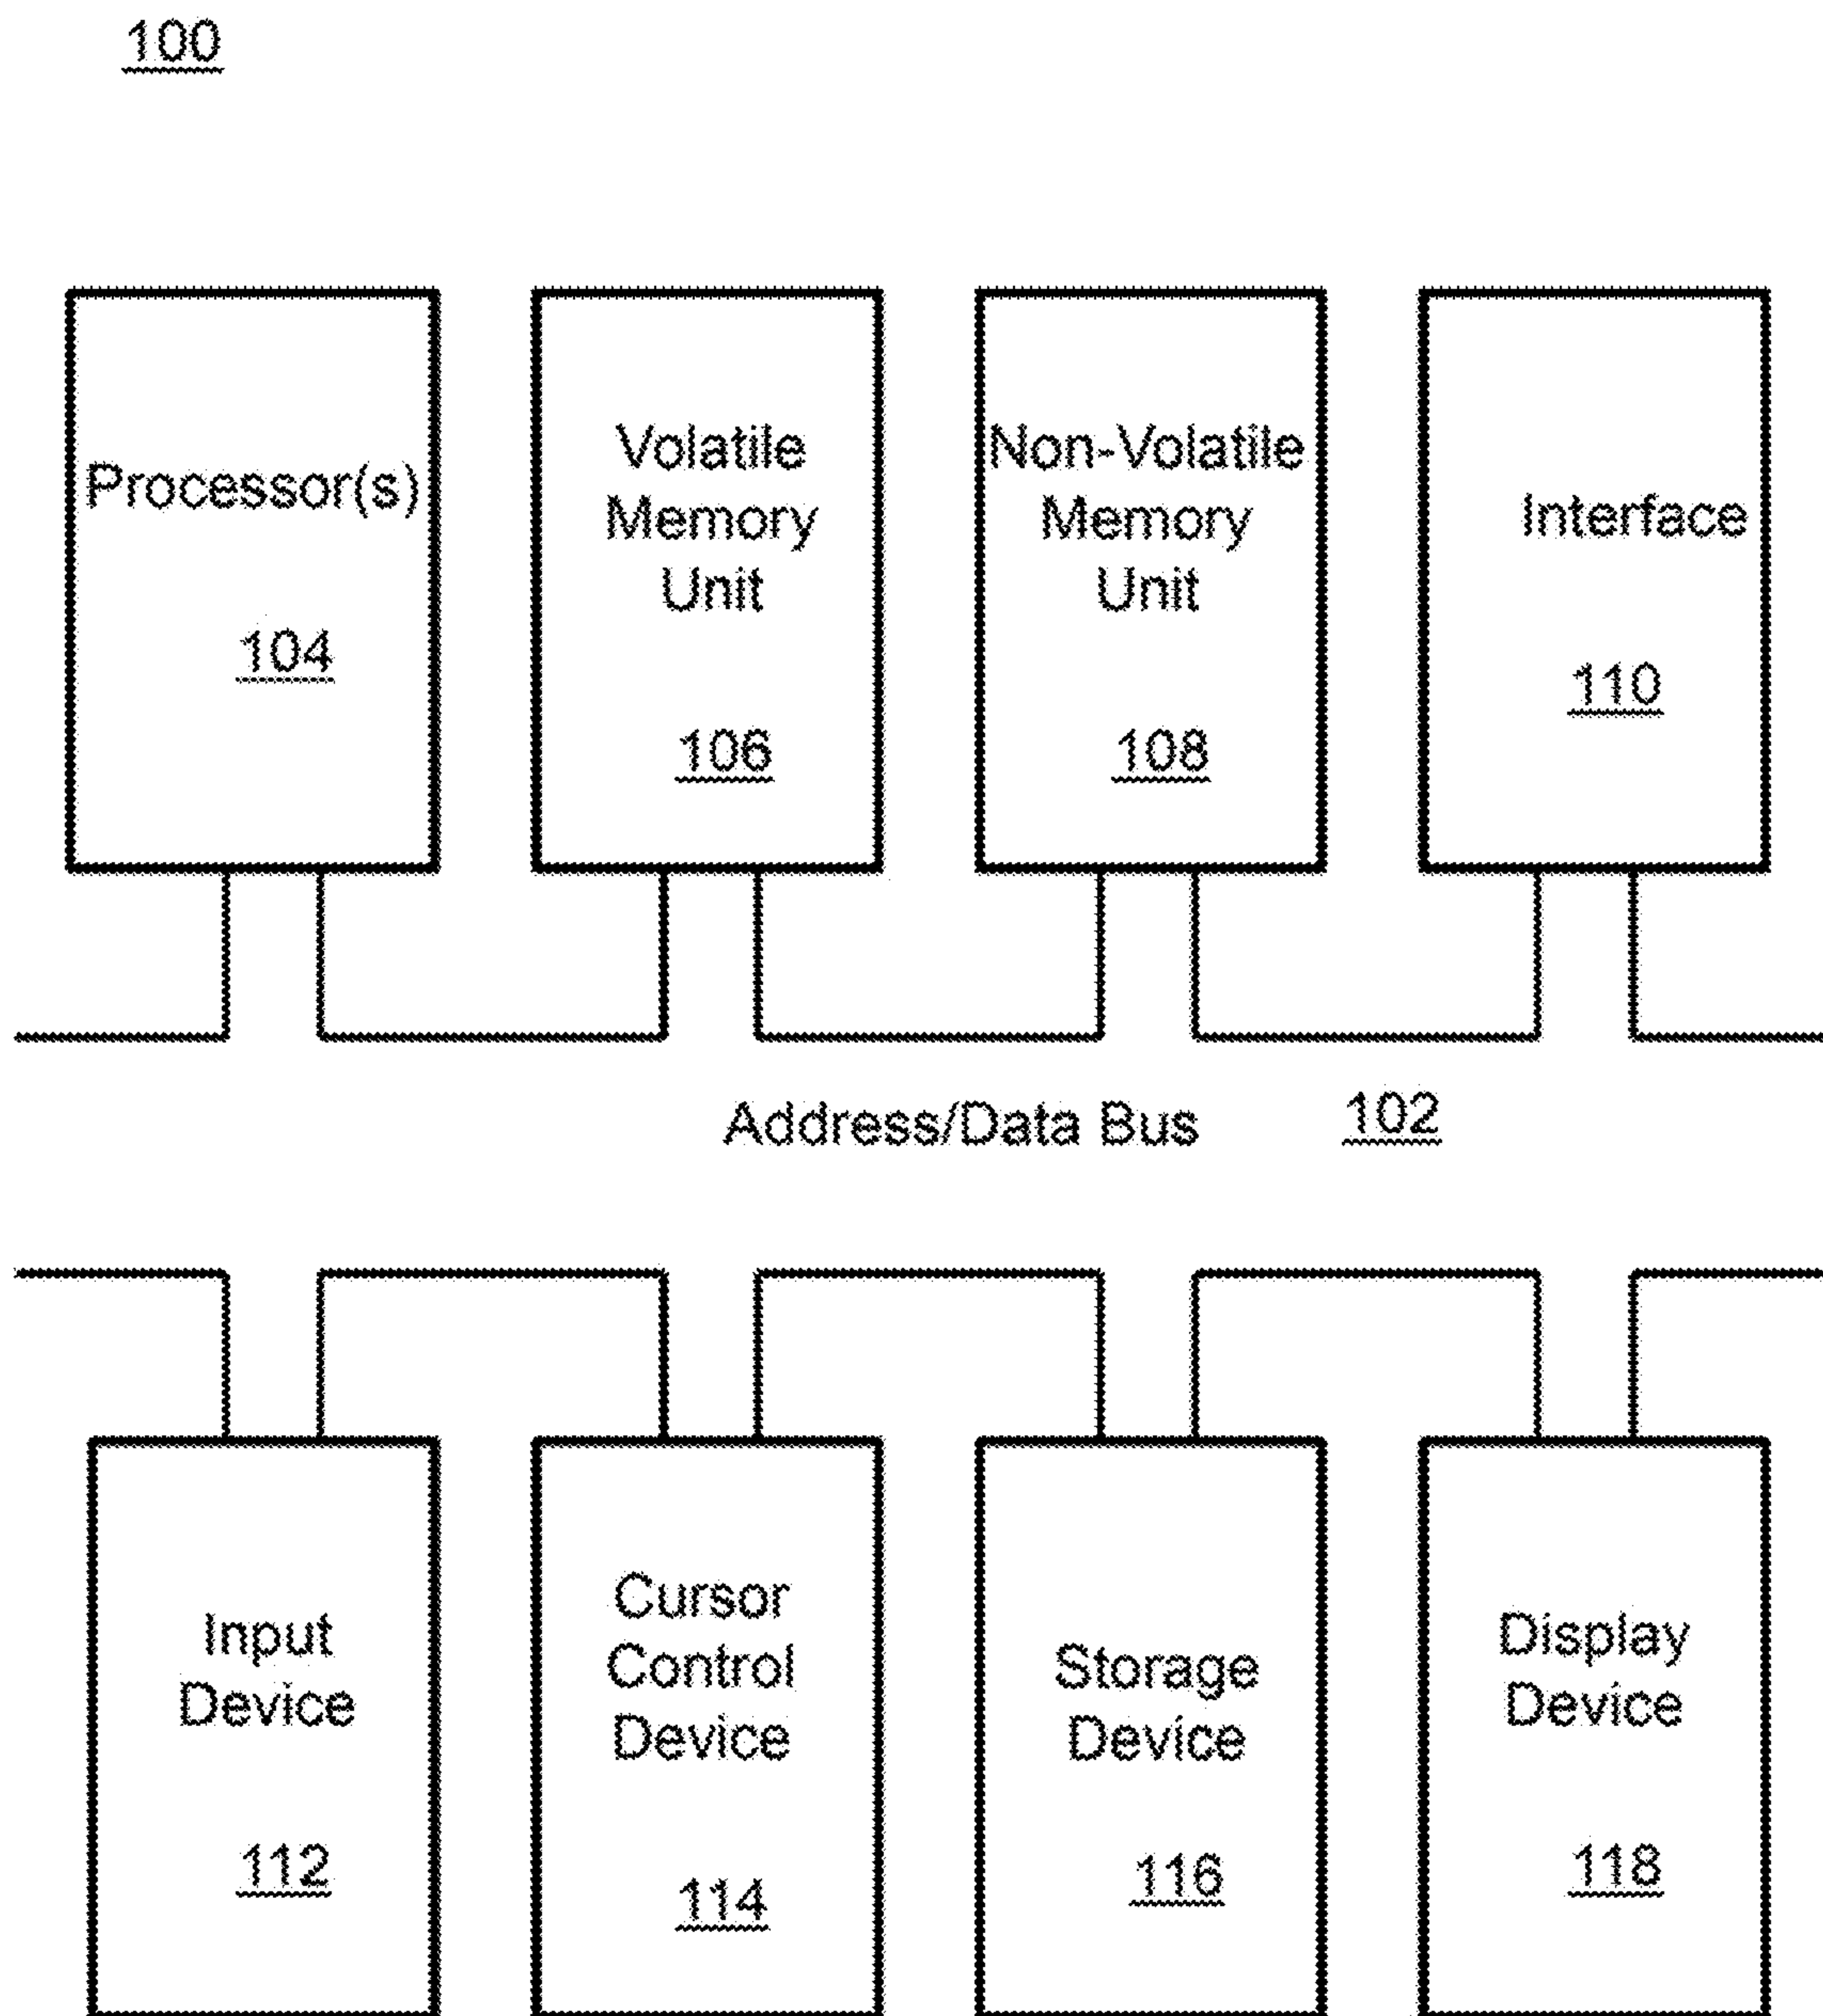 100
Processor(s)
104
Volatile
Memory
Unit
106
Non-Volatile
Memory
Unit
108
Interface
110
Address/Data Bus 102
Input
Device
112
Cursor
Control
Device
114
Storage
Device
116
Display
Device
118